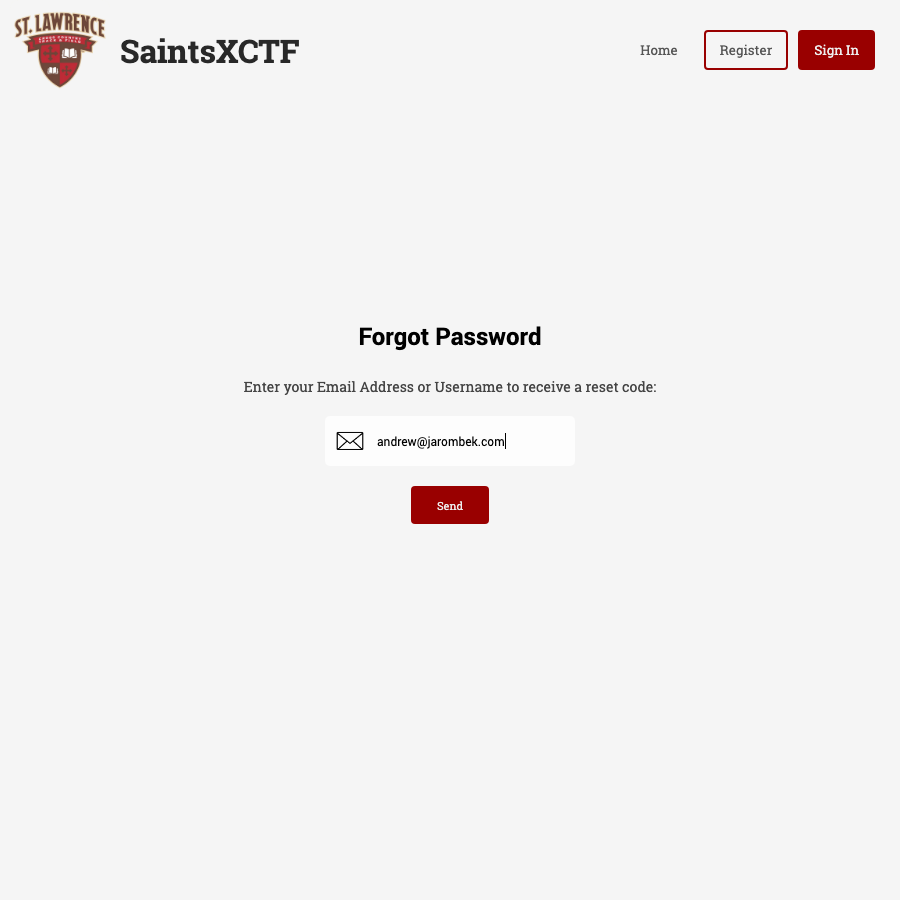 ST. LAWRENCE
SaintsXCTF
Home
Register
Sign In
Forgot Password
Enter your Email Address or Username to receive a reset code:
andrew@jarombek.com
Send